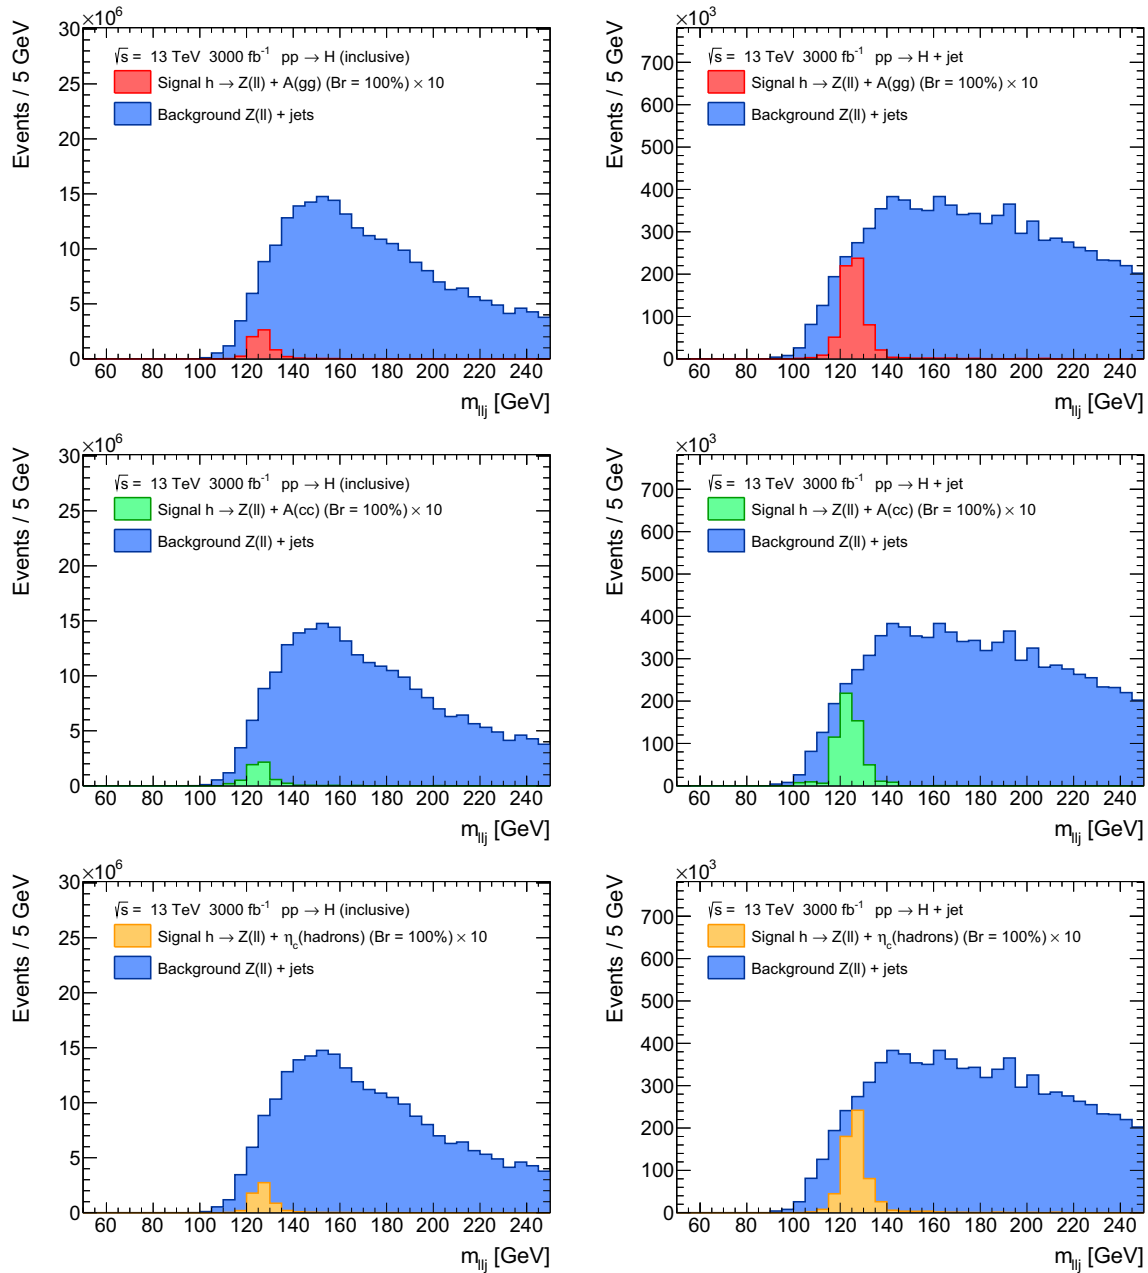 ×10⁶
Events / 5 GeV
30
25
20
15
10
5
0
√s = 13 TeV 3000 fb⁻¹ pp → H (inclusive)
Signal h → Z(ll) + A(gg) (Br = 100%) × 10
Background Z(ll) + jets
60 80 100 120 140 160 180 200 220 240
m_llj [GeV]
×10³
Events / 5 GeV
700
600
500
400
300
200
100
0
√s = 13 TeV 3000 fb⁻¹ pp → H + jet
Signal h → Z(ll) + A(gg) (Br = 100%) × 10
Background Z(ll) + jets
60 80 100 120 140 160 180 200 220 240
m_llj [GeV]
×10⁶
Events / 5 GeV
30
25
20
15
10
5
0
√s = 13 TeV 3000 fb⁻¹ pp → H (inclusive)
Signal h → Z(ll) + A(cc) (Br = 100%) × 10
Background Z(ll) + jets
60 80 100 120 140 160 180 200 220 240
m_llj [GeV]
×10³
Events / 5 GeV
700
600
500
400
300
200
100
0
√s = 13 TeV 3000 fb⁻¹ pp → H + jet
Signal h → Z(ll) + A(cc) (Br = 100%) × 10
Background Z(ll) + jets
60 80 100 120 140 160 180 200 220 240
m_llj [GeV]
×10⁶
Events / 5 GeV
30
25
20
15
10
5
0
√s = 13 TeV 3000 fb⁻¹ pp → H (inclusive)
Signal h → Z(ll) + η_c(hadrons) (Br = 100%) × 10
Background Z(ll) + jets
60 80 100 120 140 160 180 200 220 240
m_llj [GeV]
×10³
Events / 5 GeV
700
600
500
400
300
200
100
0
√s = 13 TeV 3000 fb⁻¹ pp → H + jet
Signal h → Z(ll) + η_c(hadrons) (Br = 100%) × 10
Background Z(ll) + jets
60 80 100 120 140 160 180 200 220 240
m_llj [GeV]